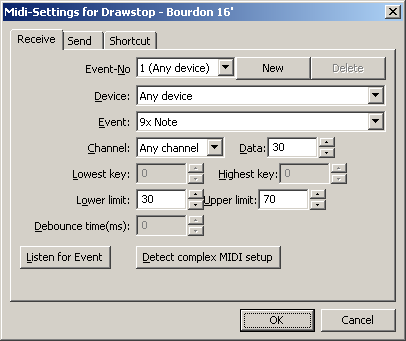 Midi-Settings for Drawstop - Bourdon 16'
Receive Send Shortcut
Event-No 1 (Any device) New Delete
Device: Any device
Event: 9x Note
Channel: Any channel Data: 30
Lowest key: 0 Highest key: 0
Lower limit: 30 Upper limit: 70
Debounce time(ms): 0
Listen for Event Detect complex MIDI setup
OK Cancel